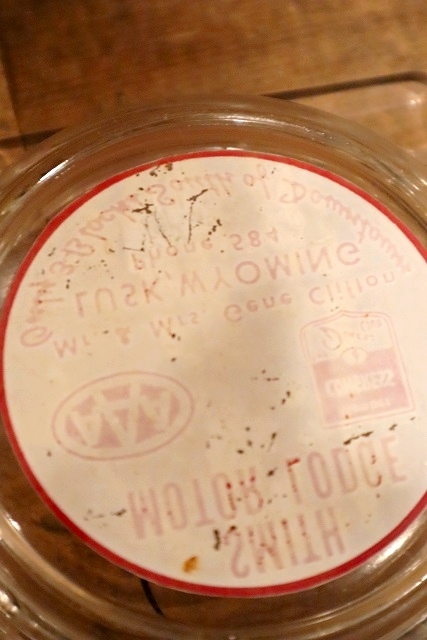 SMITH
MOTOR LODGE
AAA
Mr. & Mrs. Gene Clifton
LUSK WYOMING
Phone 584
Only 3 Blocks South of Downtown